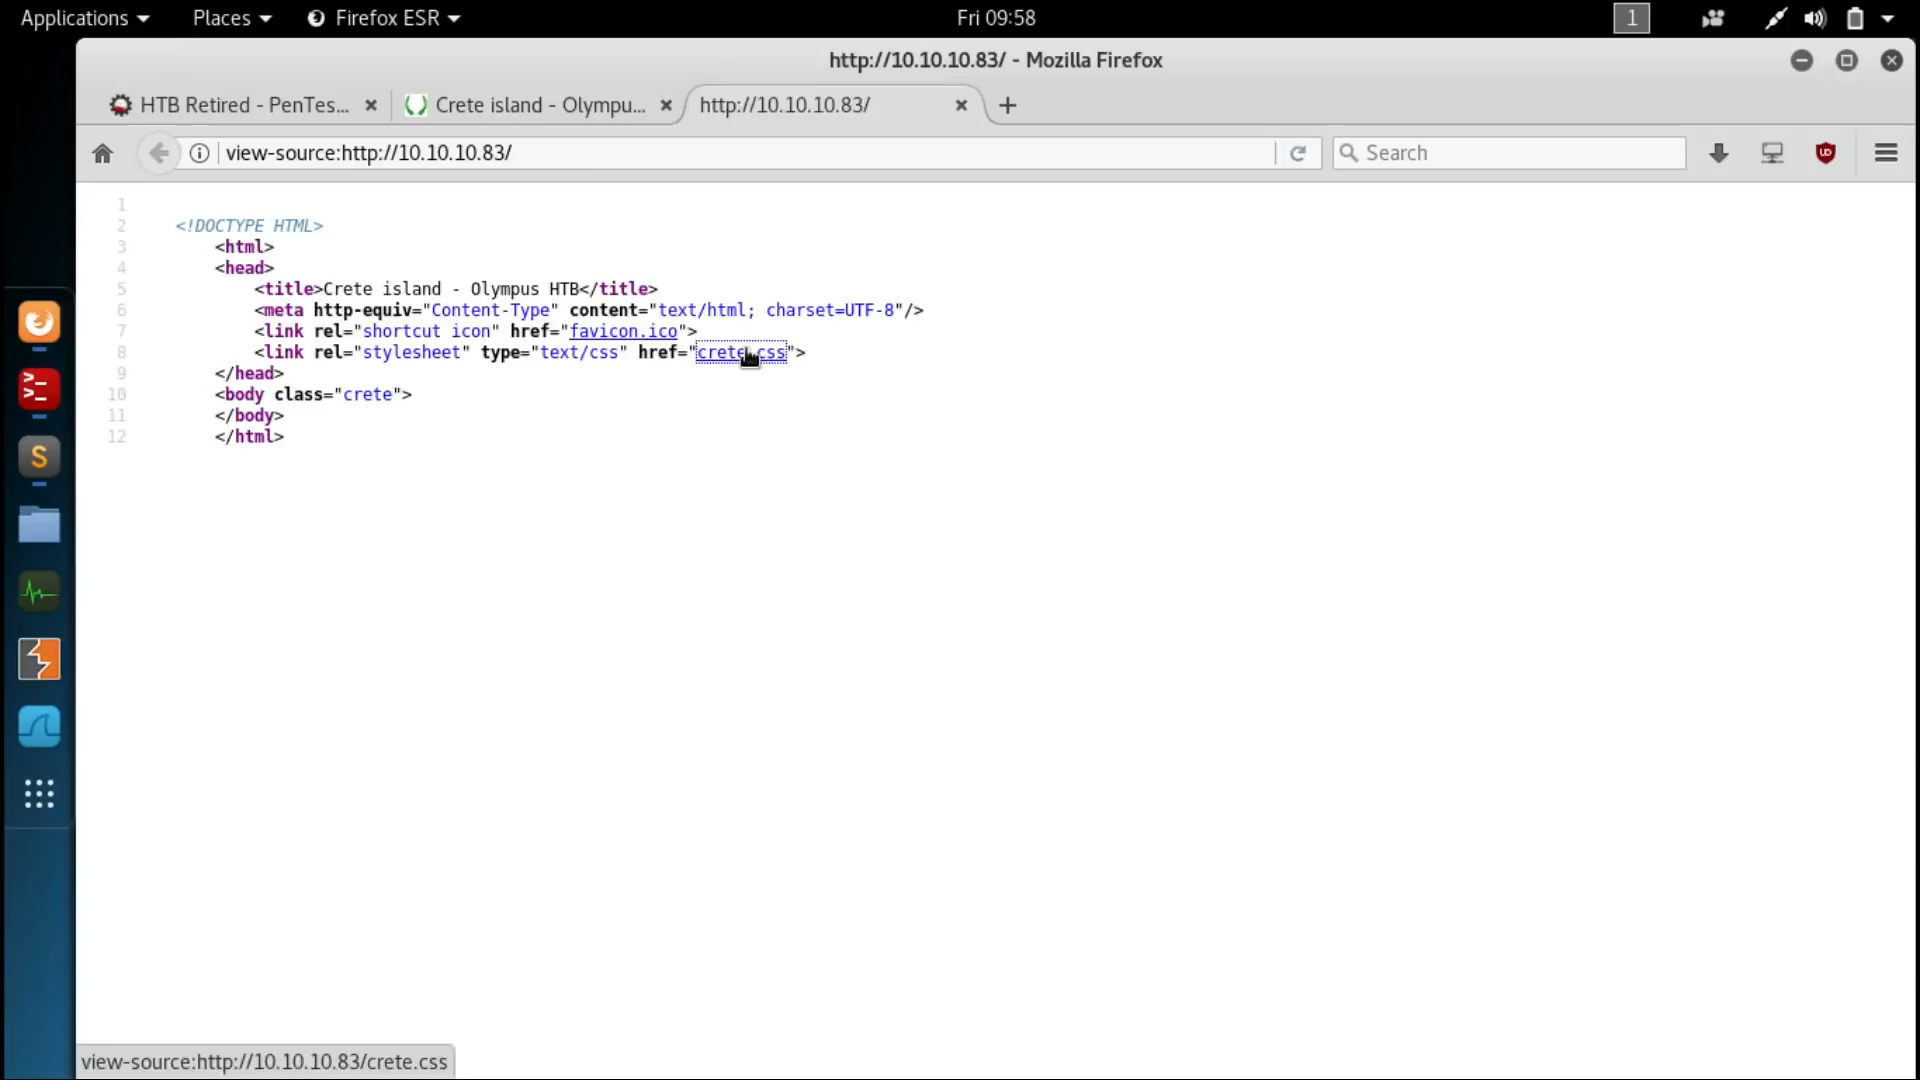 Applications Places Firefox ESR Fri 09:58 1
http://10.10.10.83/ - Mozilla Firefox
HTB Retired - PenTes... Crete island - Olympu... http://10.10.10.83/
view-source:http://10.10.10.83/ Search
1
2 <!DOCTYPE HTML>
3 <html>
4 <head>
5 <title>Crete island - Olympus HTB</title>
6 <meta http-equiv="Content-Type" content="text/html; charset=UTF-8"/>
7 <link rel="shortcut icon" href="favicon.ico">
8 <link rel="stylesheet" type="text/css" href="crete.css">
9 </head>
10 <body class="crete">
11 </body>
12 </html>
view-source:http://10.10.10.83/crete.css